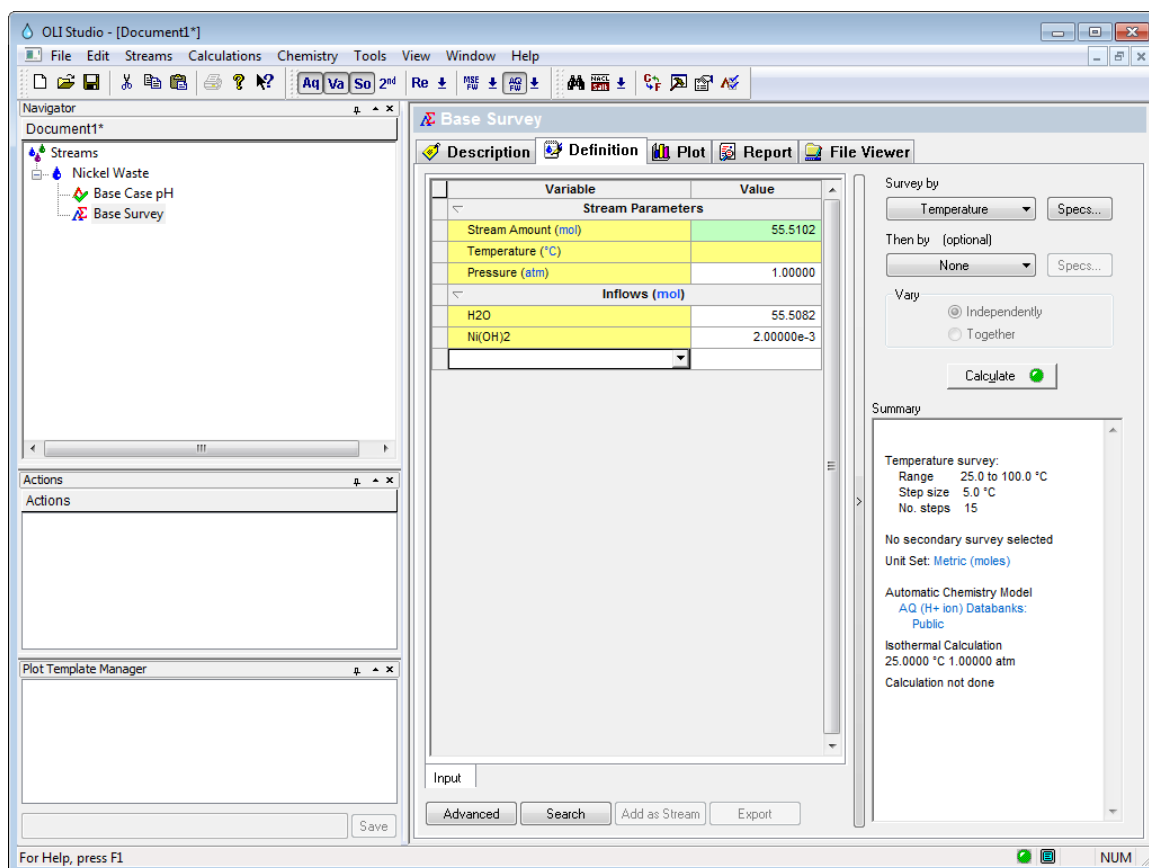 OLI Studio - [Document1*]
File Edit Streams Calculations Chemistry Tools View Window Help
Aq Va So 2nd Re MSE FW AQ FW
Navigator
Document1*
Streams
Nickel Waste
Base Case pH
Base Survey
Actions
Actions
Plot Template Manager
Save
Base Survey
Description Definition Plot Report File Viewer
Variable Value
Stream Parameters
Stream Amount (mol) 55.5102
Temperature (°C)
Pressure (atm) 1.00000
Inflows (mol)
H2O 55.5082
Ni(OH)2 2.00000e-3
Input
Advanced Search Add as Stream Export
Survey by
Temperature Specs...
Then by (optional)
None Specs...
Vary
Independently
Together
Calculate
Summary
Temperature survey:
Range 25.0 to 100.0 °C
Step size 5.0 °C
No. steps 15
No secondary survey selected
Unit Set: Metric (moles)
Automatic Chemistry Model
AQ (H+ ion) Databanks:
Public
Isothermal Calculation
25.0000 °C 1.00000 atm
Calculation not done
For Help, press F1
NUM